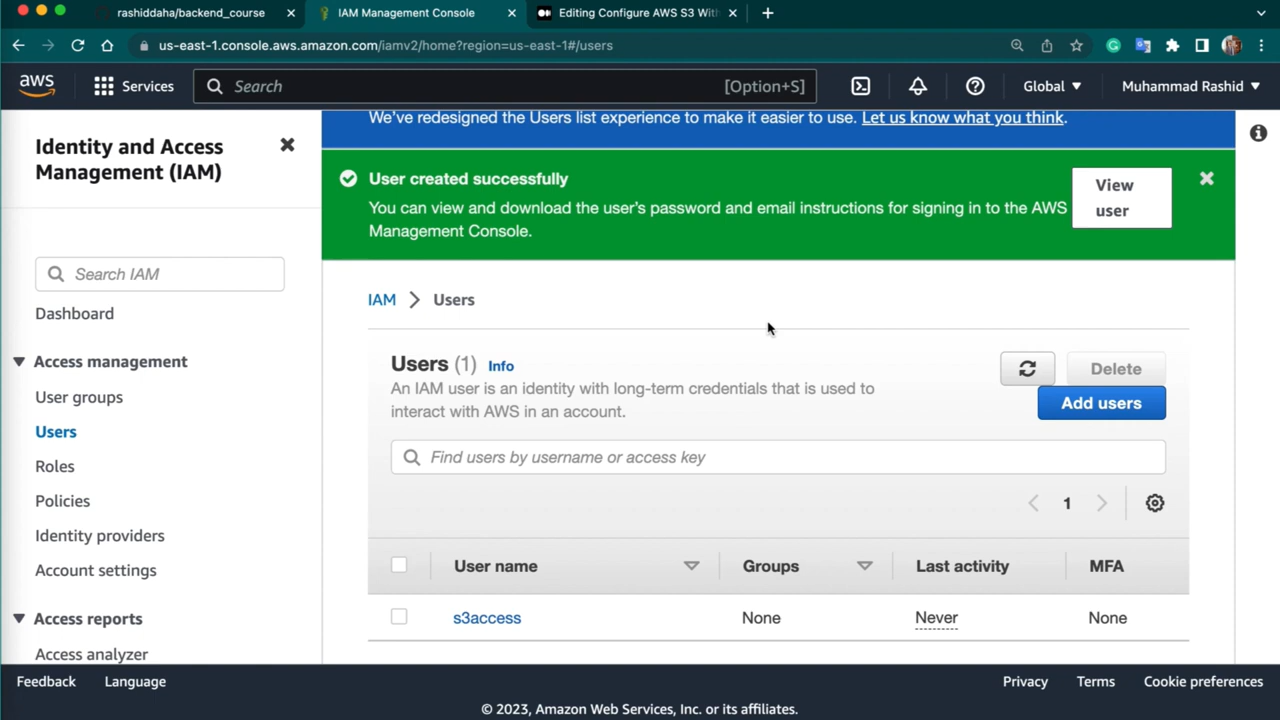 rashiddaha/backend_course
IAM Management Console
Editing Configure AWS S3 With
us-east-1.console.aws.amazon.com/iamv2/home?region=us-east-1#/users
aws
Services
Search
[Option+S]
Global
Muhammad Rashid
Identity and Access
Management (IAM)
Search IAM
Dashboard
Access management
User groups
Users
Roles
Policies
Identity providers
Account settings
Access reports
Access analyzer
We've redesigned the Users list experience to make it easier to use. Let us know what you think.
User created successfully
You can view and download the user's password and email instructions for signing in to the AWS
Management Console.
View
user
IAM > Users
Users (1) Info
An IAM user is an identity with long-term credentials that is used to
interact with AWS in an account.
Delete
Add users
Find users by username or access key
1
User name Groups Last activity MFA
s3access None Never None
Feedback Language Privacy Terms Cookie preferences
© 2023, Amazon Web Services, Inc. or its affiliates.